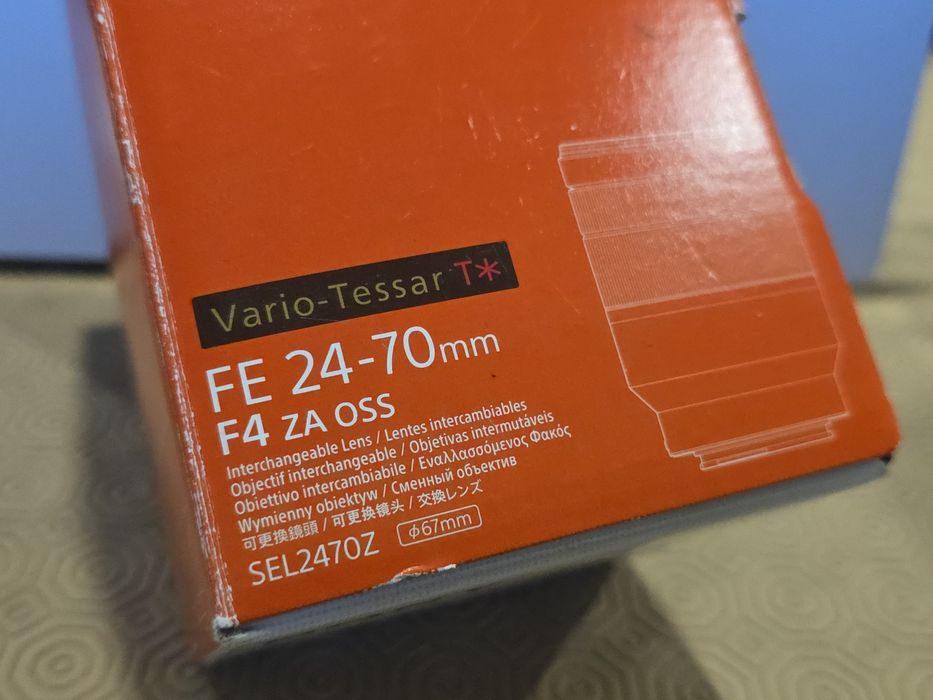 Vario-Tessar T*
FE 24-70mm
F4 ZA OSS
Interchangeable Lens / Lentes intercambiables
Objectif interchangeable / Objetivas intermutáveis
Obiettivo intercambiabile / Εναλλασσόμενος Φακός
Wymienny obiektyw / Сменный объектив
可更換鏡頭 / 可更换镜头 / 交換レンズ
SEL2470Z ϕ67mm